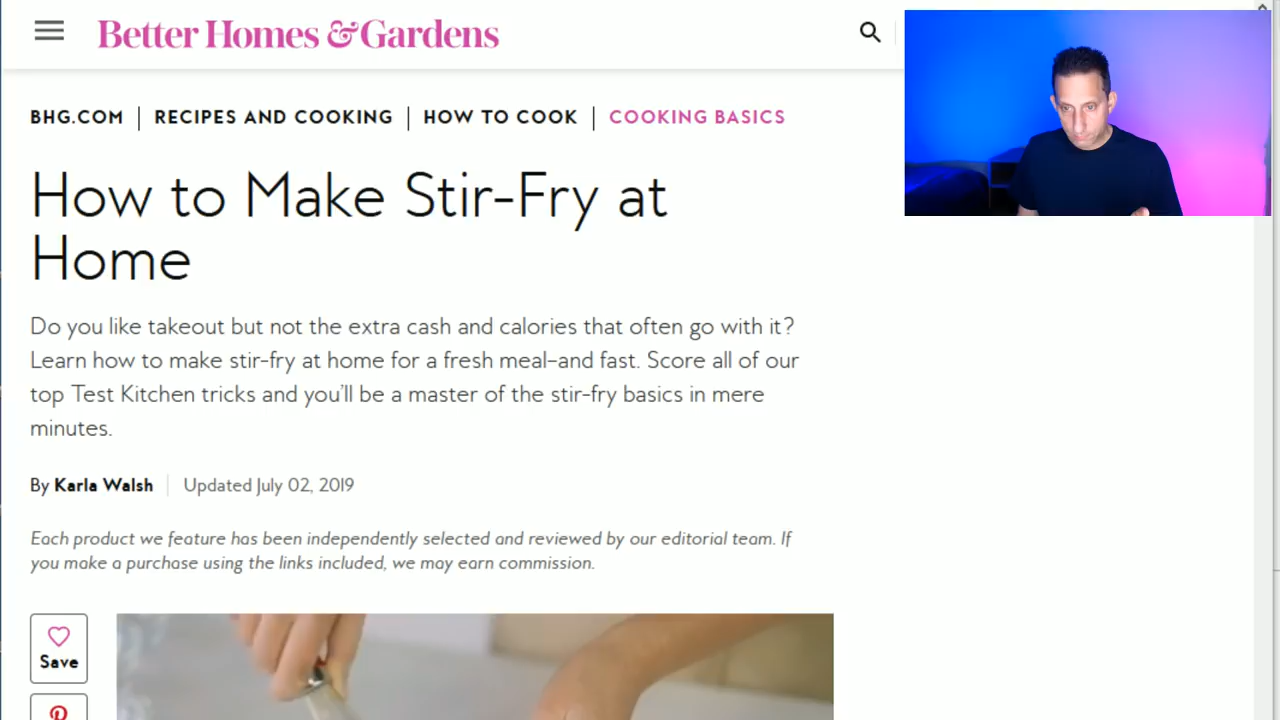 Better Homes & Gardens
BHG.COM | RECIPES AND COOKING | HOW TO COOK | COOKING BASICS
How to Make Stir-Fry at
Home
Do you like takeout but not the extra cash and calories that often go with it?
Learn how to make stir-fry at home for a fresh meal–and fast. Score all of our
top Test Kitchen tricks and you'll be a master of the stir-fry basics in mere
minutes.
By Karla Walsh | Updated July 02, 2019
Each product we feature has been independently selected and reviewed by our editorial team. If
you make a purchase using the links included, we may earn commission.
Save